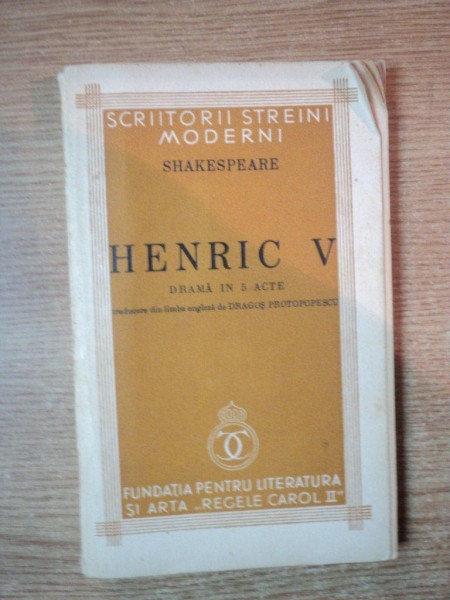 SCRIITORII STREINI
MODERNI
SHAKESPEARE
HENRIC V
DRAMĂ IN 5 ACTE
traducere din limba engleză de DRAGOȘ PROTOPOPESCU
FUNDAȚIA PENTRU LITERATURA
ȘI ARTA „REGELE CAROL II"